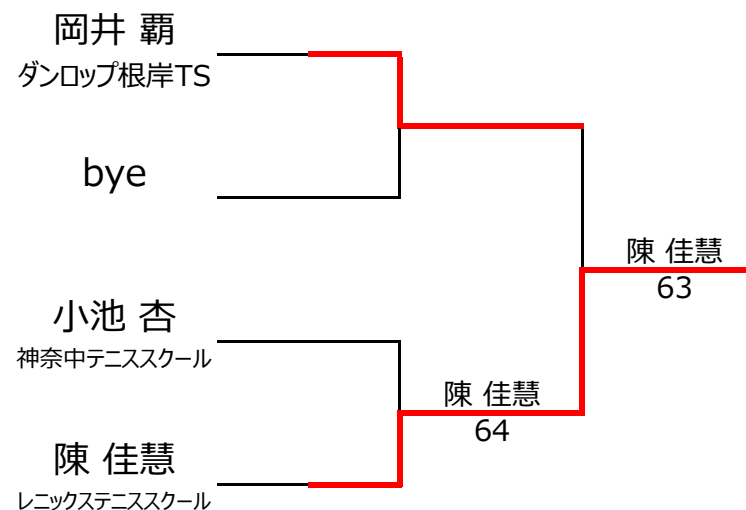 岡井 覇
ダンロップ根岸TS
bye
小池 杏
神奈中テニススクール
陳 佳慧
レニックステニススクール
陳 佳慧
64
陳 佳慧
63